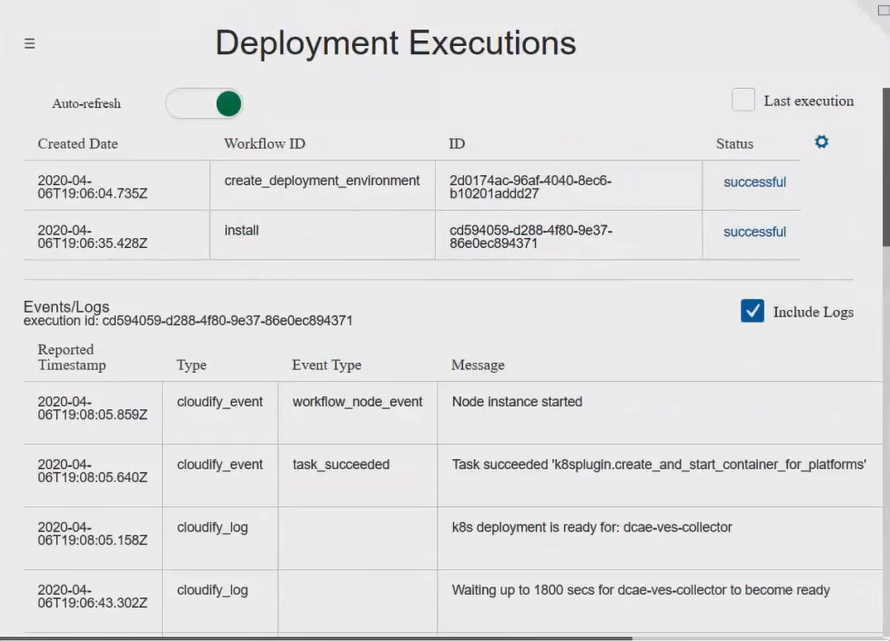 ☰
Deployment Executions
Auto-refresh
Last execution
Created Date Workflow ID ID Status
2020-04-
06T19:06:04.735Z create_deployment_environment 2d0174ac-96af-4040-8ec6-
b10201addd27 successful
2020-04-
06T19:06:35.428Z install cd594059-d288-4f80-9e37-
86e0ec894371 successful
Events/Logs
execution id: cd594059-d288-4f80-9e37-86e0ec894371
Include Logs
Reported
Timestamp Type Event Type Message
2020-04-
06T19:08:05.859Z cloudify_event workflow_node_event Node instance started
2020-04-
06T19:08:05.640Z cloudify_event task_succeeded Task succeeded 'k8splugin.create_and_start_container_for_platforms'
2020-04-
06T19:08:05.158Z cloudify_log k8s deployment is ready for: dcae-ves-collector
2020-04-
06T19:06:43.302Z cloudify_log Waiting up to 1800 secs for dcae-ves-collector to become ready